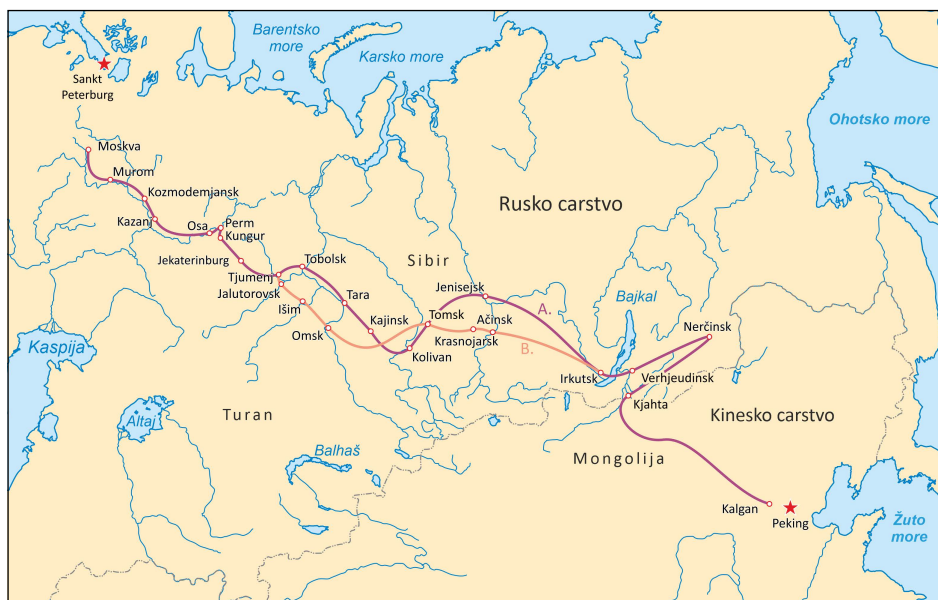 Barentsko
more
Karsko more
Sankt
Peterburg
Ohotsko more
Moskva
Murom
Kozmodemjansk
Kazanj
Osa
Perm
Kungur
Rusko carstvo
Jekaterinburg
Tobolsk
Sibir
Tjumenj
Jalutorovsk
Jenisejsk
Bajkal
Išim
Tara
A.
Omsk
Kajinsk
Tomsk
Ačinsk
Nerčinsk
Krasnojarsk
B.
Kaspija
Kolivan
Irkutsk
Verhjeudinsk
Kjahta
Altaj
Turan
Kinesko carstvo
Balhaš
Mongolija
Kalgan
Peking
Žuto
more